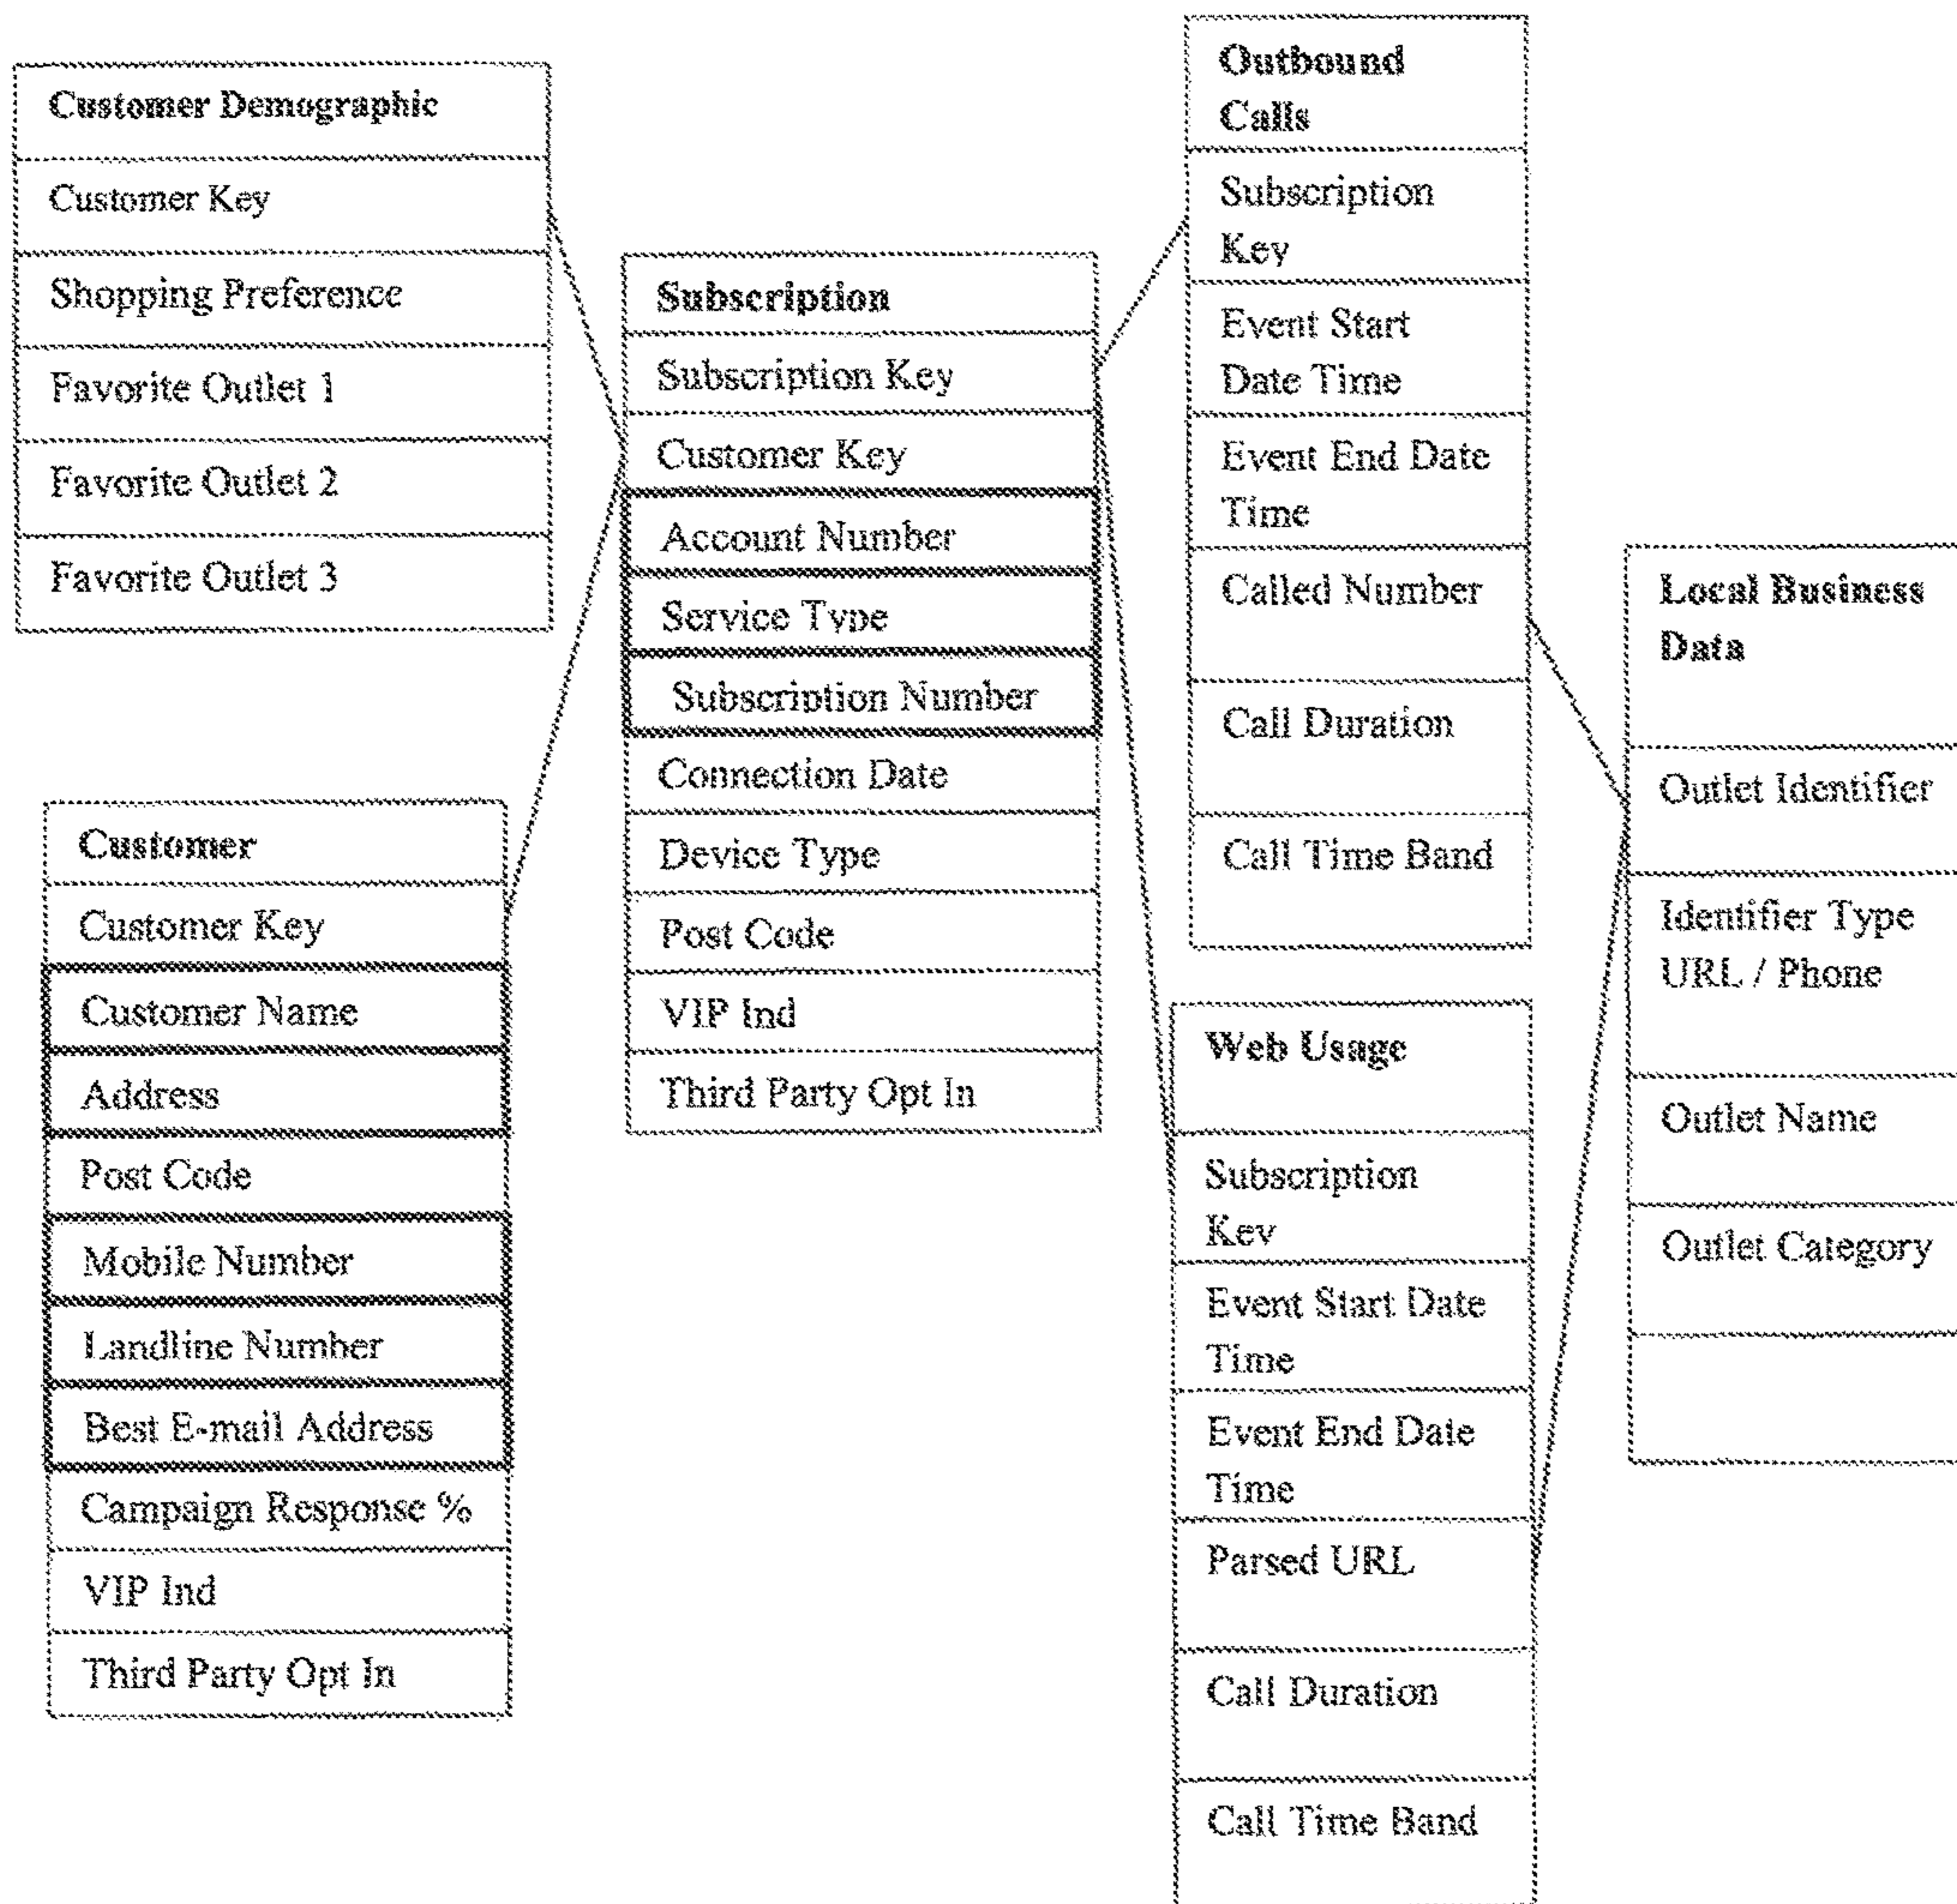 Customer Demographic
Customer Key
Shopping Preference
Favorite Outlet 1
Favorite Outlet 2
Favorite Outlet 3
Customer
Customer Key
Customer Name
Address
Post Code
Mobile Number
Landline Number
Best E-mail Address
Campaign Response %
VIP Ind
Third Party Opt In
Subscription
Subscription Key
Customer Key
Account Number
Service Type
Subscription Number
Connection Date
Device Type
Post Code
VIP Ind
Third Party Opt In
Outbound
Calls
Subscription
Key
Event Start
Date Time
Event End Date
Time
Called Number
Call Duration
Call Time Band
Web Usage
Subscription
Key
Event Start Date
Time
Event End Date
Time
Parsed URL
Call Duration
Call Time Band
Local Business
Data
Outlet Identifier
Identifier Type
URL / Phone
Outlet Name
Outlet Category